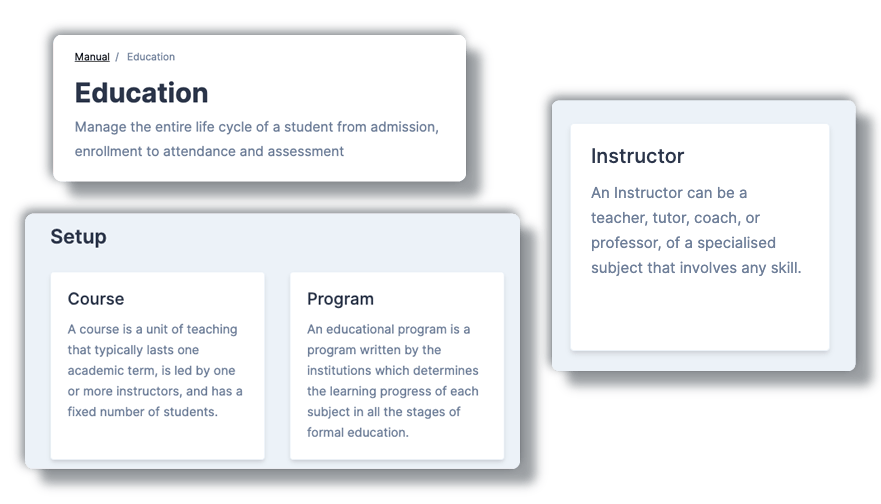 Manual / Education
Education
Manage the entire life cycle of a student from admission,
enrollment to attendance and assessment
Setup
Course
A course is a unit of teaching
that typically lasts one
academic term, is led by one
or more instructors, and has a
fixed number of students.
Program
An educational program is a
program written by the
institutions which determines
the learning progress of each
subject in all the stages of
formal education.
Instructor
An Instructor can be a
teacher, tutor, coach, or
professor, of a specialised
subject that involves any skill.